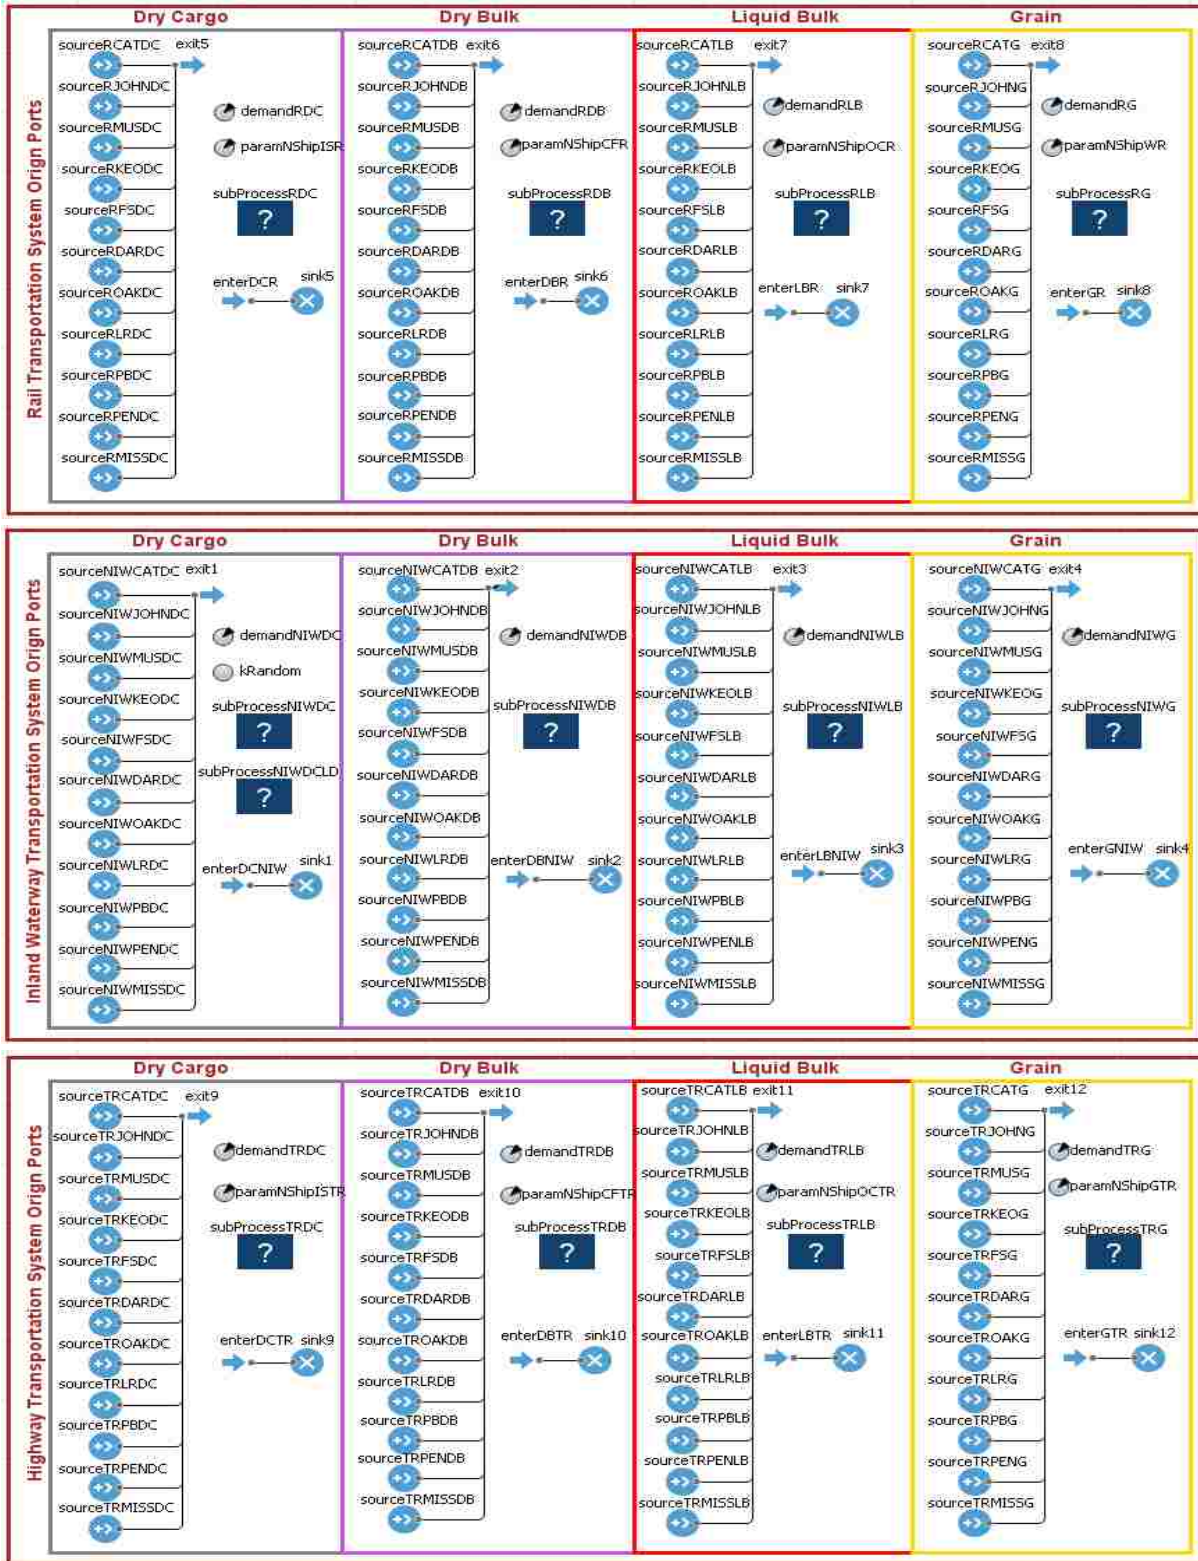 Dry Cargo
Dry Bulk
Liquid Bulk
Grain
Rail Transportation System Orign Ports
sourceRCATDC exit5
sourceRJOHNDC
demandRDC
sourceRMUSDC
paramNShipISR
sourceRKEODC
subProcessRDC
?
sourceRFSDC
sourceRDARDC
enterDCR sink5
sourceROAKDC
sourceRLRDC
sourceRPBDC
sourceRPENDC
sourceRMISSDC
sourceRCATDB exit6
sourceRJOHNDB
demandRDB
sourceRMUSDB
paramNShipCFR
sourceRKEODB
subProcessRDB
?
sourceRFSDB
sourceRDARDB
enterDBR sink6
sourceROAKDB
sourceRLRDB
sourceRPBDB
sourceRPENDB
sourceRMISSDB
sourceRCATLB exit7
sourceRJOHNLB
demandRLB
sourceRMUSLB
paramNShipOCR
sourceRKEOLB
subProcessRLB
?
sourceRFSLB
sourceRDARLB
enterLBR sink7
sourceROAKLB
sourceRLRLB
sourceRPBLB
sourceRPENLB
sourceRMISSLB
sourceRCATG exit8
sourceRJOHNG
demandRG
sourceRMUSG
paramNShipWR
sourceRKEOG
subProcessRG
?
sourceRFSG
sourceRDARG
enterGR sink8
sourceROAKG
sourceRLRG
sourceRPBG
sourceRPENG
sourceRMISSG
Dry Cargo
Dry Bulk
Liquid Bulk
Grain
Inland Waterway Transportation System Orign Ports
sourceNIWCATDC exit1
sourceNIWJOHNDC
demandNIWDC
sourceNIWMUSDC
kRandom
sourceNIWKEODC
subProcessNIWDC
?
sourceNIWFSDC
subProcessNIWDCLD
?
sourceNIWDARDC
sourceNIWOAKDC
sourceNIWLRDC
enterDCNIW sink1
sourceNIWPBDC
sourceNIWPENDC
sourceNIWMISSDC
sourceNIWCATDB exit2
sourceNIWJOHNDB
demandNIWDB
sourceNIWMUSDB
sourceNIWKEODB
subProcessNIWDB
?
sourceNIWFSDB
sourceNIWDARDB
sourceNIWOAKDB
sourceNIWLRDB
enterDBNIW sink2
sourceNIWPBDB
sourceNIWPENDB
sourceNIWMISSDB
sourceNIWCATLB exit3
sourceNIWJOHNLB
demandNIWLB
sourceNIWMUSLB
sourceNIWKEOLB
subProcessNIWLB
?
sourceNIWFSLB
sourceNIWDARLB
sourceNIWOAKLB
sourceNIWLRLB
enterLBNIW sink3
sourceNIWPBLB
sourceNIWPENLB
sourceNIWMISSLB
sourceNIWCATG exit4
sourceNIWJOHNG
demandNIWG
sourceNIWMUSG
sourceNIWKEOG
subProcessNIWG
?
sourceNIWFSG
sourceNIWDARG
sourceNIWOAKG
sourceNIWLRG
enterGNIW sink4
sourceNIWPBG
sourceNIWPENG
sourceNIWMISSG
Dry Cargo
Dry Bulk
Liquid Bulk
Grain
Highway Transportation System Orign Ports
sourceTRCATDC exit9
sourceTRJOHNDC
demandTRDC
sourceTRMUSDC
paramNShipISTR
sourceTRKEODC
subProcessTRDC
?
sourceTRFSDC
sourceTRDARDC
sourceTROAKDC
enterDCTR sink9
sourceTRLRDC
sourceTRPBDC
sourceTRPENDC
sourceTRMISSDC
sourceTRCATDB exit10
sourceTRJOHNDB
demandTRDB
sourceTRMUSDB
paramNShipCFTR
sourceTRKEODB
subProcessTRDB
?
sourceTRFSDB
sourceTRDARDB
sourceTROAKDB
enterDBTR sink10
sourceTRLRDB
sourceTRPBDB
sourceTRPENDB
sourceTRMISSDB
sourceTRCATLB exit11
sourceTRJOHNLB
demandTRLB
sourceTRMUSLB
paramNShipOCTR
sourceTRKEOLB
subProcessTRLB
?
sourceTRFSLB
sourceTRDARLB
sourceTROAKLB
enterLBTR sink11
sourceTRLRLB
sourceTRPBLB
sourceTRPENLB
sourceTRMISSLB
sourceTRCATG exit12
sourceTRJOHNG
demandTRG
sourceTRMUSG
paramNShipGTR
sourceTRKEOG
subProcessTRG
?
sourceTRFSG
sourceTRDARG
sourceTROAKG
enterGTR sink12
sourceTRLRG
sourceTRPBG
sourceTRPENG
sourceTRMISSG